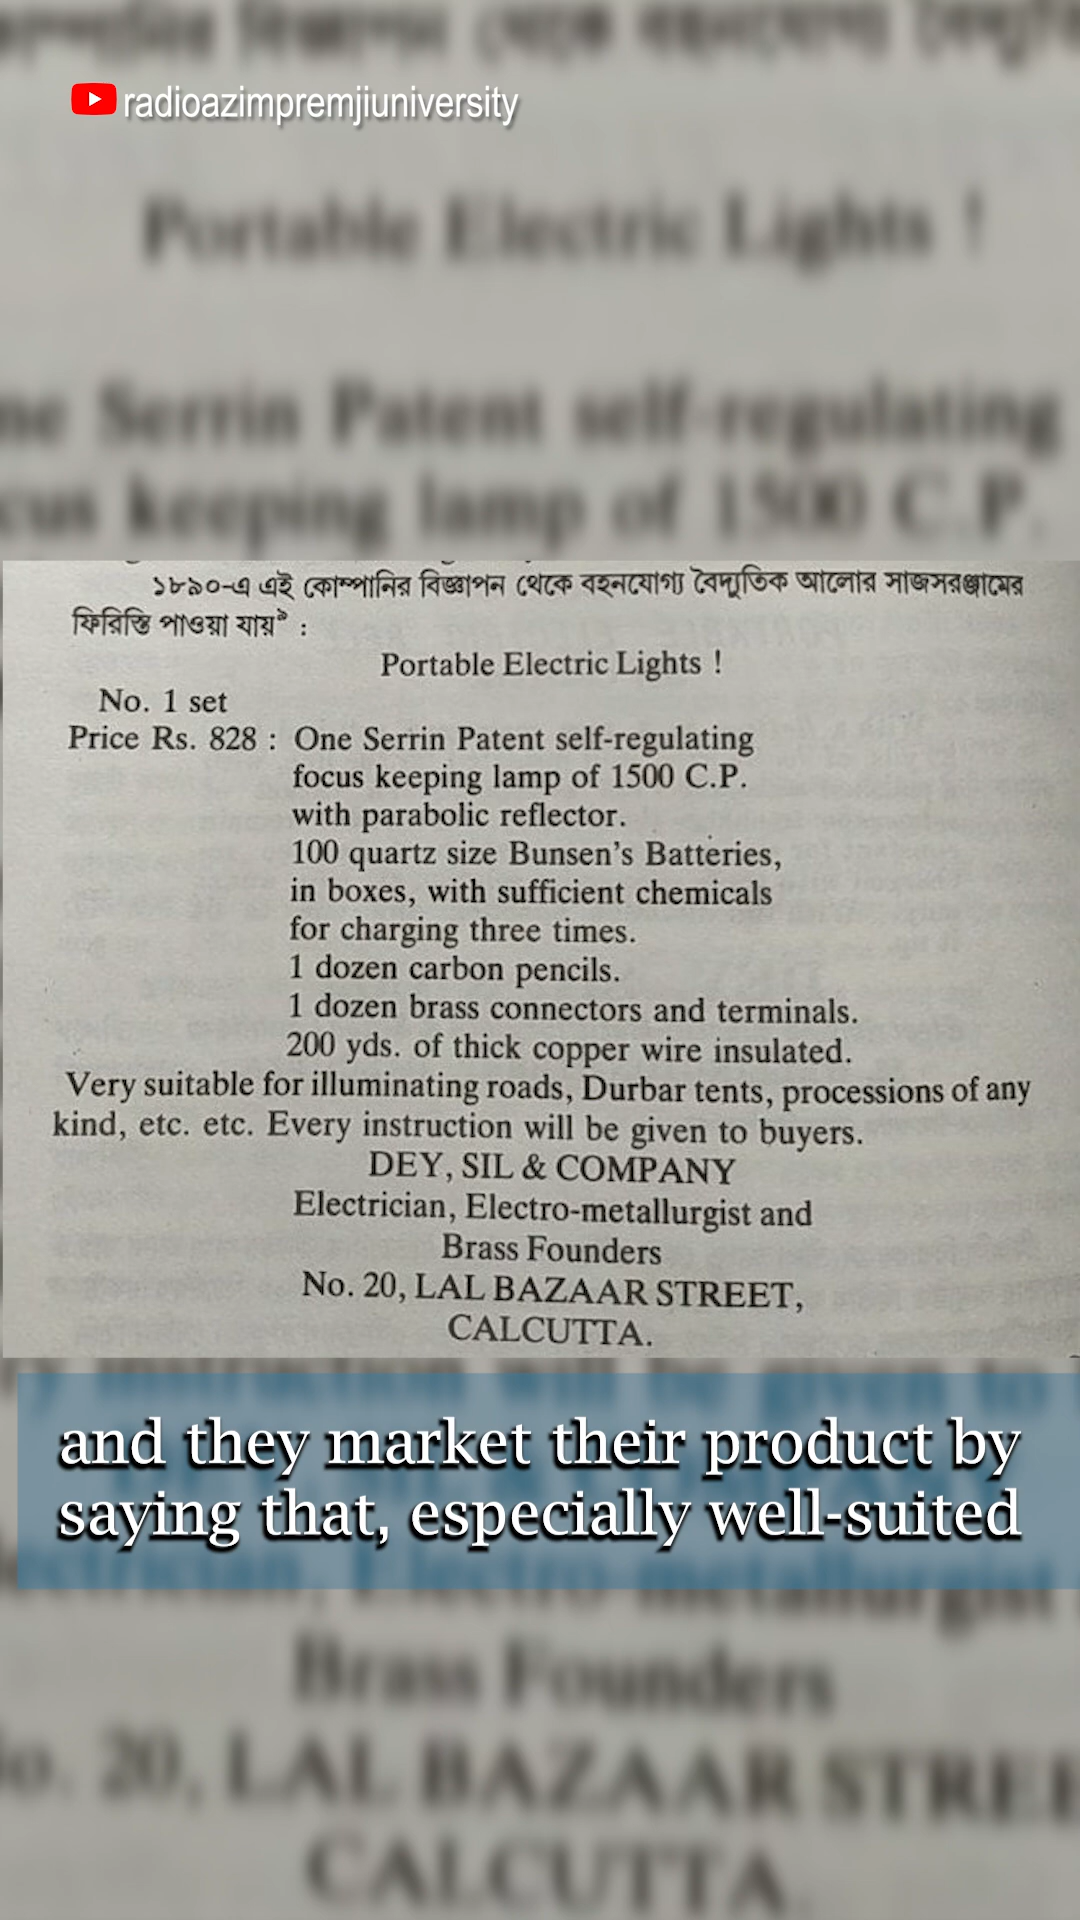 radioazimpremjiuniversity
Portable Electric Lights !
ne Serrin Patent self-regulating
cus keeping lamp of 1500 C.P.
১৮৯০-এ এই কোম্পানির বিজ্ঞাপন থেকে বহনযোগ্য বৈদ্যুতিক আলোর সাজসরঞ্জামের
ফিরিস্তি পাওয়া যায়৯ :
Portable Electric Lights !
No. 1 set
Price Rs. 828 : One Serrin Patent self-regulating
focus keeping lamp of 1500 C.P.
with parabolic reflector.
100 quartz size Bunsen's Batteries,
in boxes, with sufficient chemicals
for charging three times.
1 dozen carbon pencils.
1 dozen brass connectors and terminals.
200 yds. of thick copper wire insulated.
Very suitable for illuminating roads, Durbar tents, processions of any
kind, etc. etc. Every instruction will be given to buyers.
DEY, SIL & COMPANY
Electrician, Electro-metallurgist and
Brass Founders
No. 20, LAL BAZAAR STREET,
CALCUTTA.
and they market their product by
saying that, especially well-suited
Brass Founders
o. 20, LAL BAZAAR STREE
CALCUTTA.